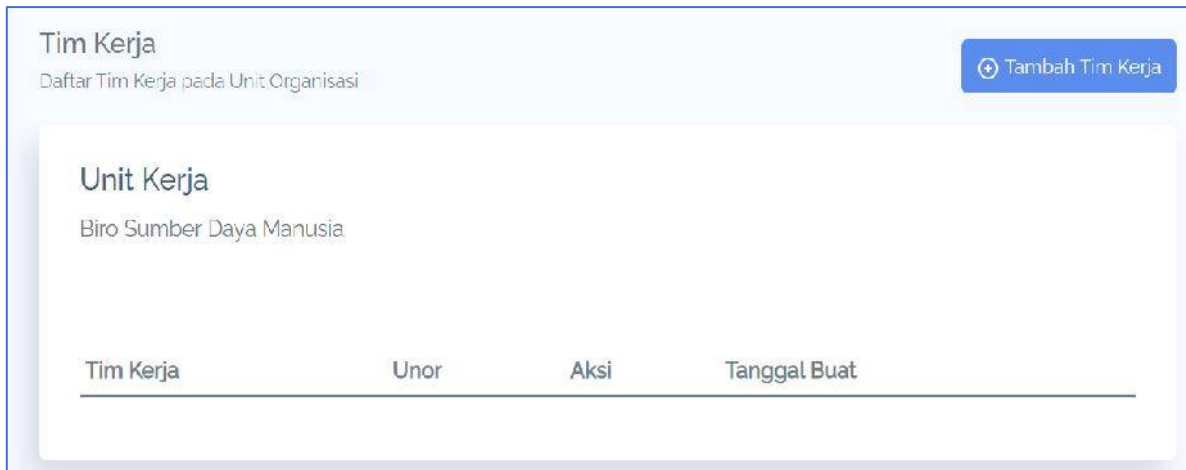 Tim Kerja
Daftar Tim Kerja pada Unit Organisasi
Tambah Tim Kerja
Unit Kerja
Biro Sumber Daya Manusia
Tim Kerja Unor Aksi Tanggal Buat